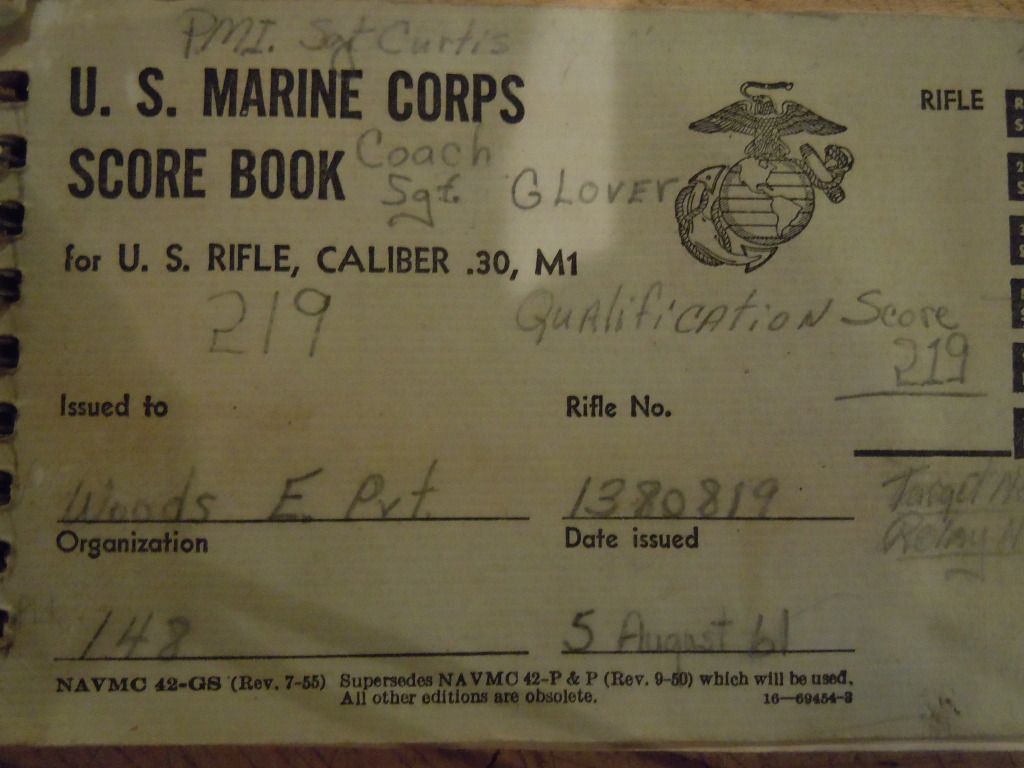 PMI. Sgt Curtis
U. S. MARINE CORPS
SCORE BOOK
Coach
Sgt. GLOVER
RIFLE
for U. S. RIFLE, CALIBER .30, M1
219
QUALifiCATioN Score
219
Issued to
Rifle No.
Woods E. Pvt.
1380819
Target
Relay
Organization
Date issued
148
5 August 61
NAVMC 42-GS (Rev. 7-55) Supersedes NAVMC 42-P & P (Rev. 9-50) which will be used.
All other editions are obsolete.
16—69454-3